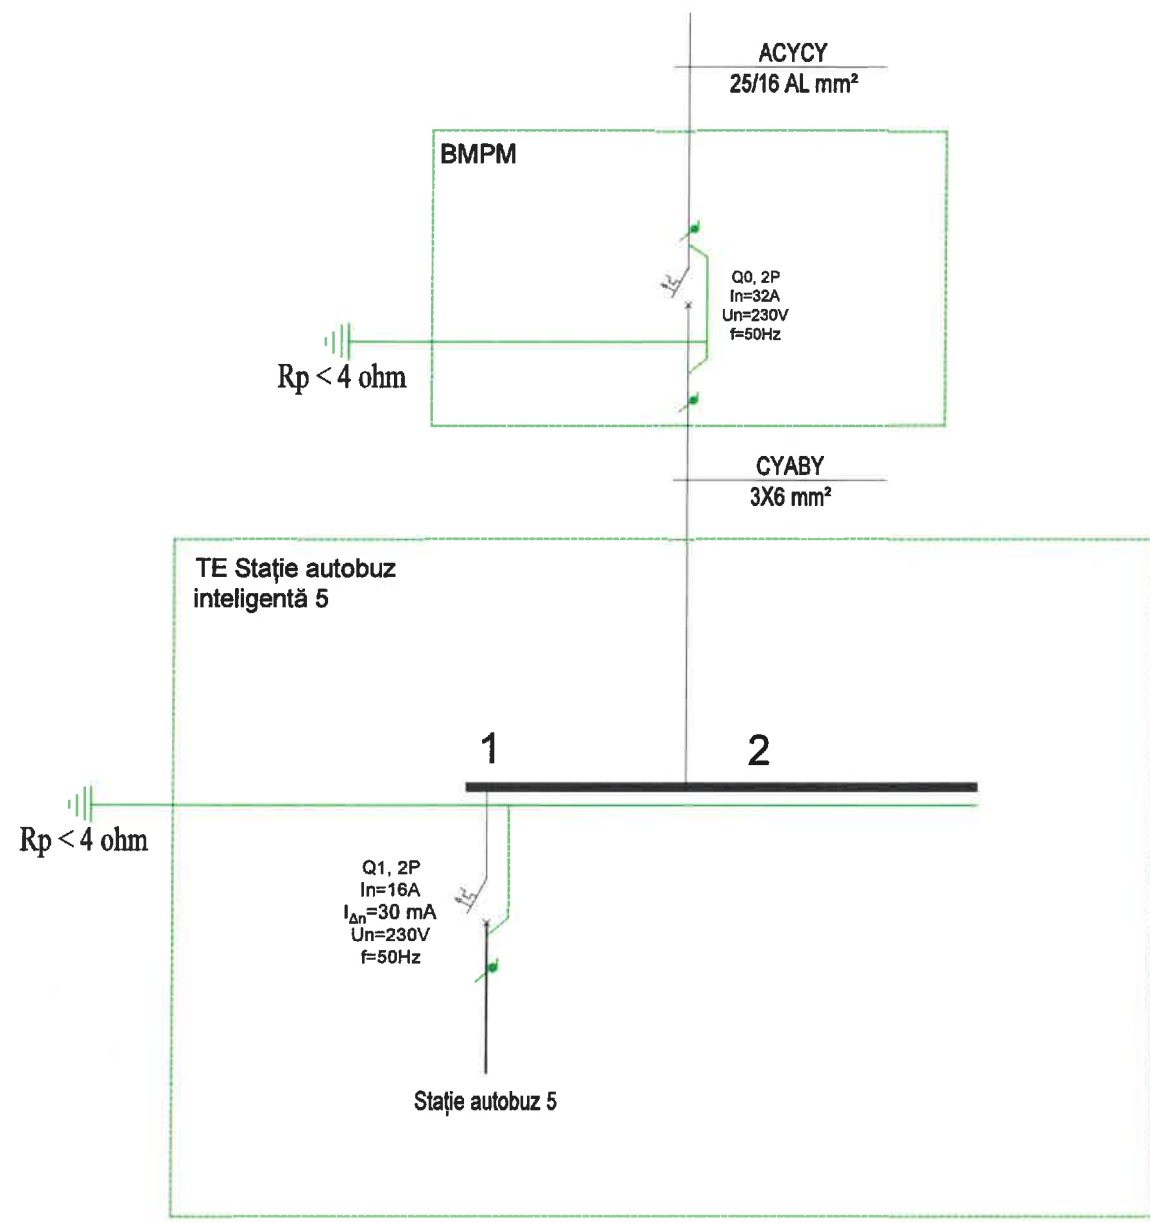 ACYCY
25/16 AL mm²
BMPM
Q0, 2P
In=32A
Un=230V
f=50Hz
Rp < 4 ohm
CYABY
3X6 mm²
TE Stație autobuz
inteligentă 5
1
2
Rp < 4 ohm
Q1, 2P
In=16A
I∆n=30 mA
Un=230V
f=50Hz
Stație autobuz 5